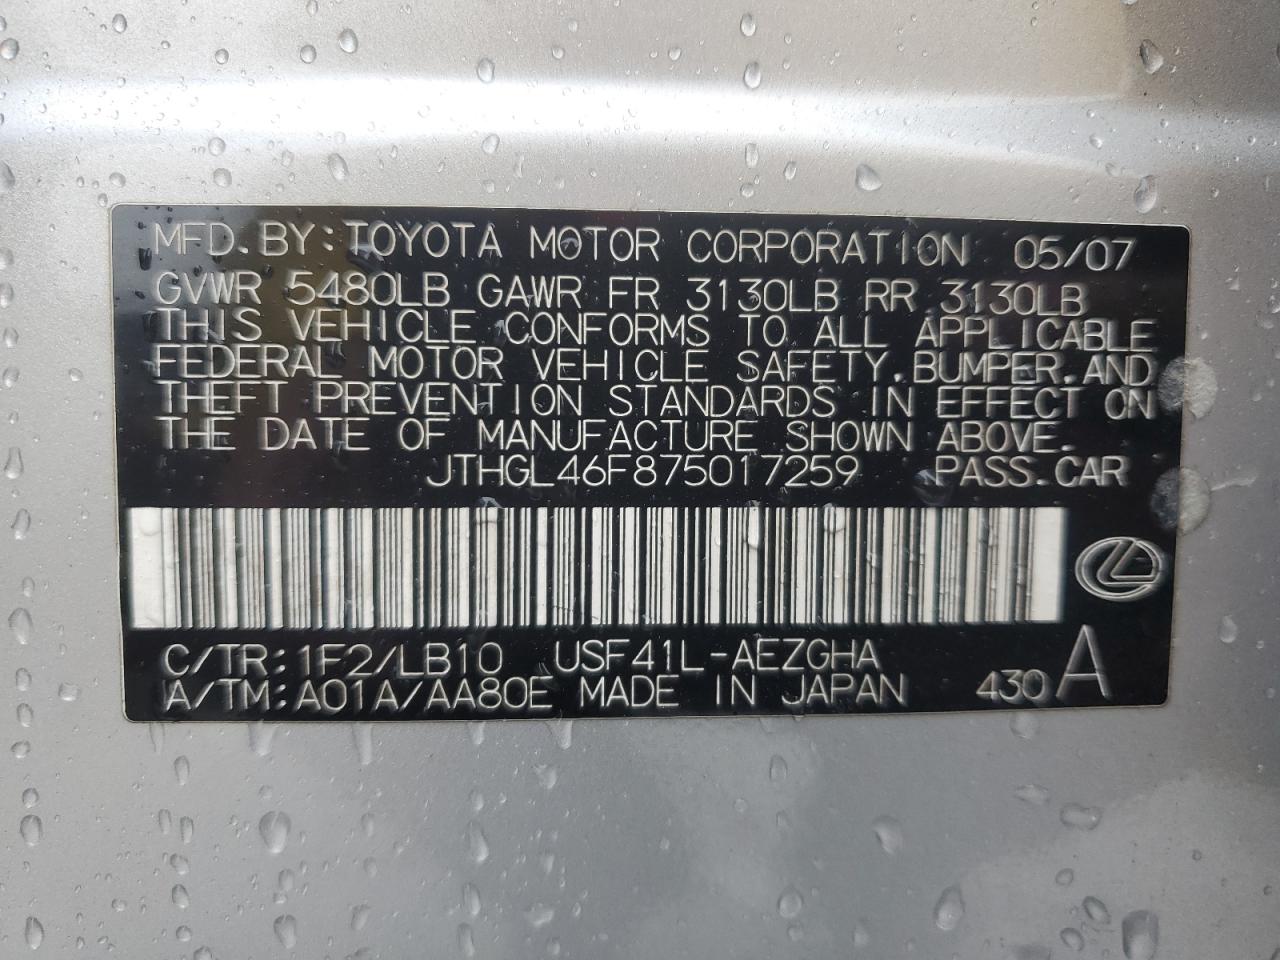 MFD.BY:TOYOTA MOTOR CORPORATION 05/07
GVWR 5480LB GAWR FR 3130LB RR 3130LB
THIS VEHICLE CONFORMS TO ALL APPLICABLE
FEDERAL MOTOR VEHICLE SAFETY.BUMPER.AND
THEFT PREVENTION STANDARDS IN EFFECT ON
THE DATE OF MANUFACTURE SHOWN ABOVE.
JTHGL46F875017259 PASS.CAR
C/TR:1F2/LB10 USF41L-AEZGHA
A/TM:A01A/AA80E MADE IN JAPAN 430 A